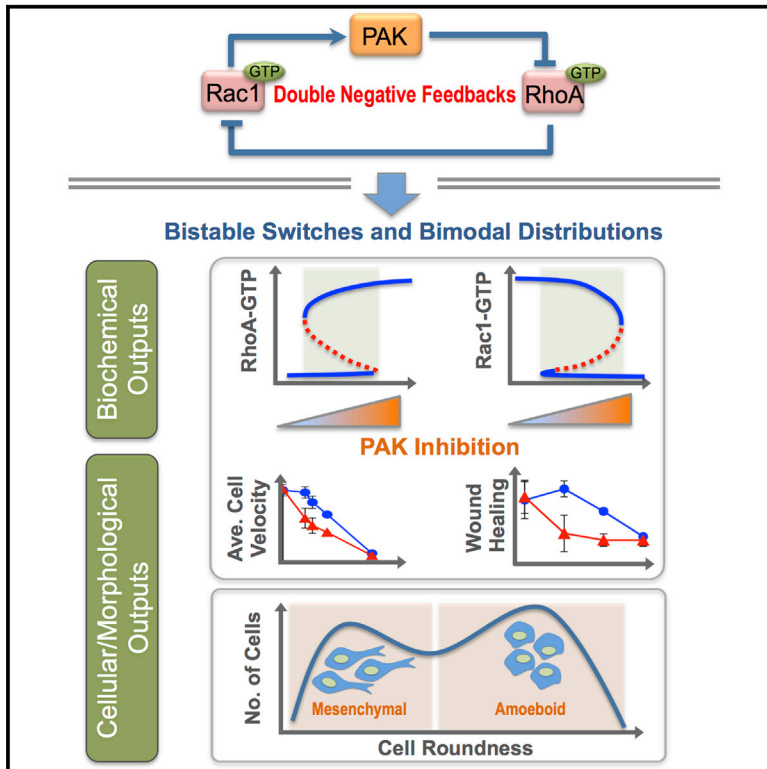 PAK
GTP
Rac1
Double Negative Feedbacks
GTP
RhoA
Bistable Switches and Bimodal Distributions
Biochemical
Outputs
RhoA-GTP
Rac1-GTP
PAK Inhibition
Cellular/Morphological
Outputs
Ave. Cell
Velocity
Wound
Healing
No. of Cells
Mesenchymal
Amoeboid
Cell Roundness